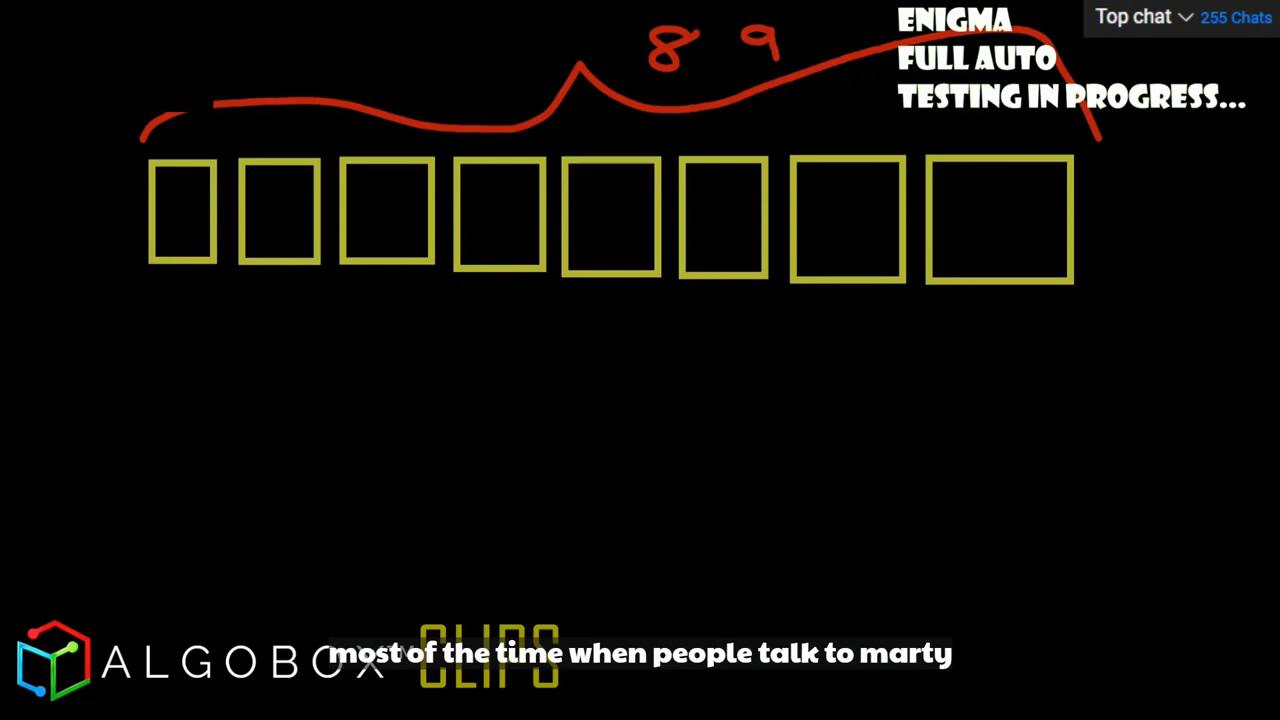 8 9
ENIGMA
FULL AUTO
TESTING IN PROGRESS...
Top chat 255 Chats
ALGOBOX™ CLIPS
most of the time when people talk to marty